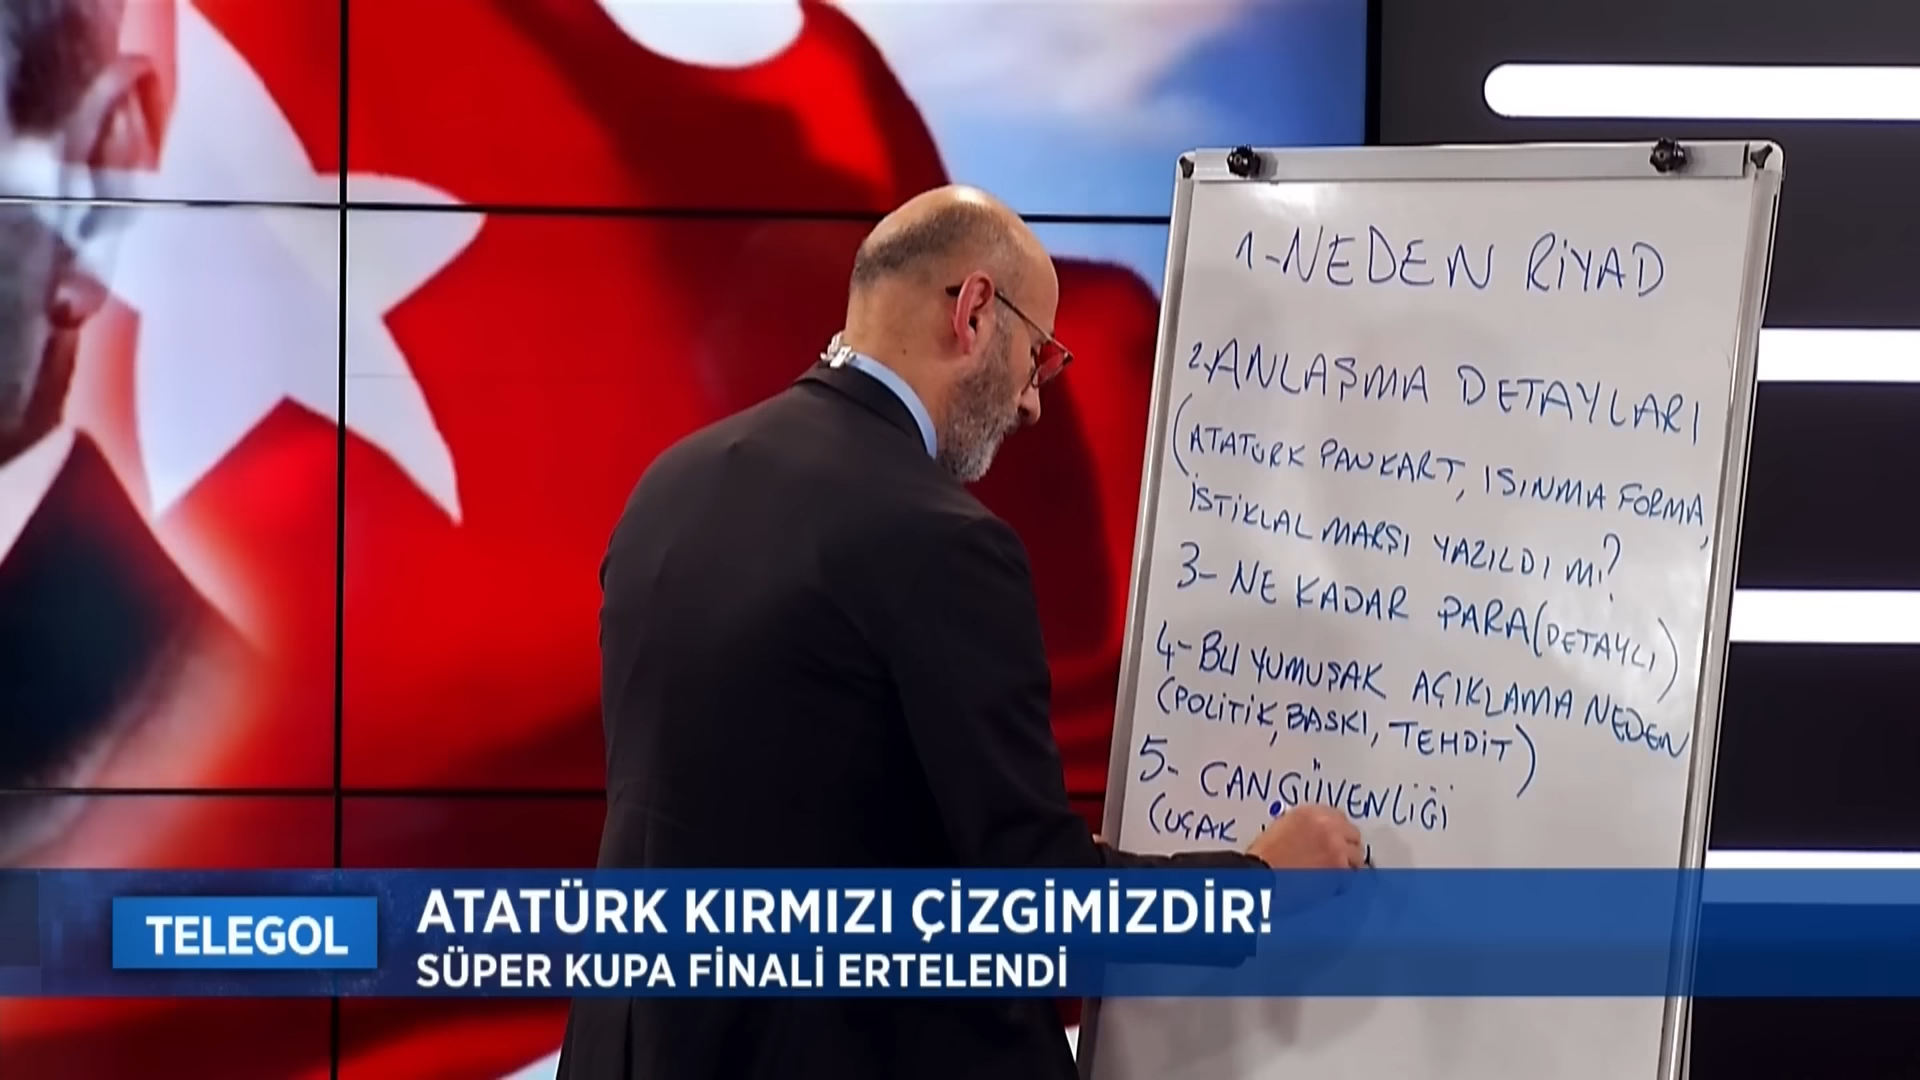 1-NEDEN RİYAD
2.ANLAŞMA DETAYLARI
(ATATÜRK PANKART, ISINMA FORMA,
İSTİKLAL MARŞI YAZILDI MI?
3- NE KADAR PARA(DETAYLI)
4- BU YUMUŞAK AÇIKLAMA NEDEN
(POLİTİK, BASKI, TEHDİT)
5- CAN GÜVENLİĞİ
(UÇAK
TELEGOL
ATATÜRK KIRMIZI ÇİZGİMİZDİR!
SÜPER KUPA FİNALİ ERTELENDİ